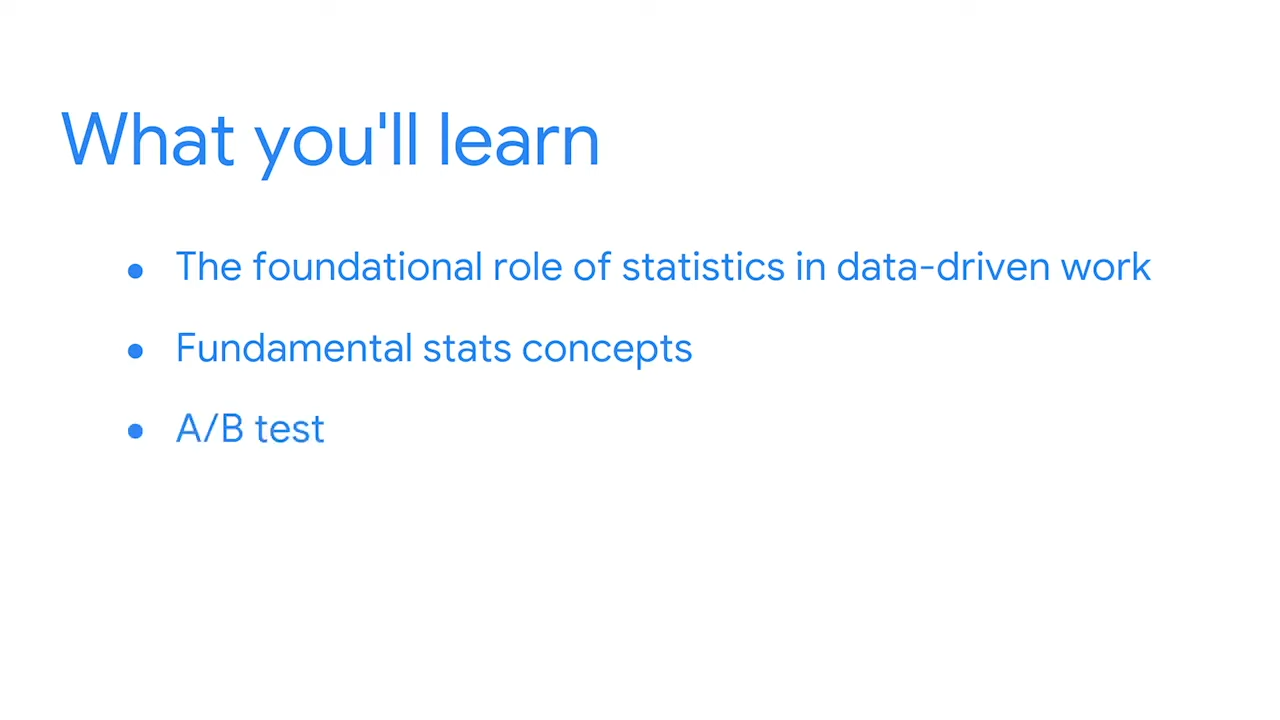 What you'll learn
● The foundational role of statistics in data-driven work
● Fundamental stats concepts
● A/B test